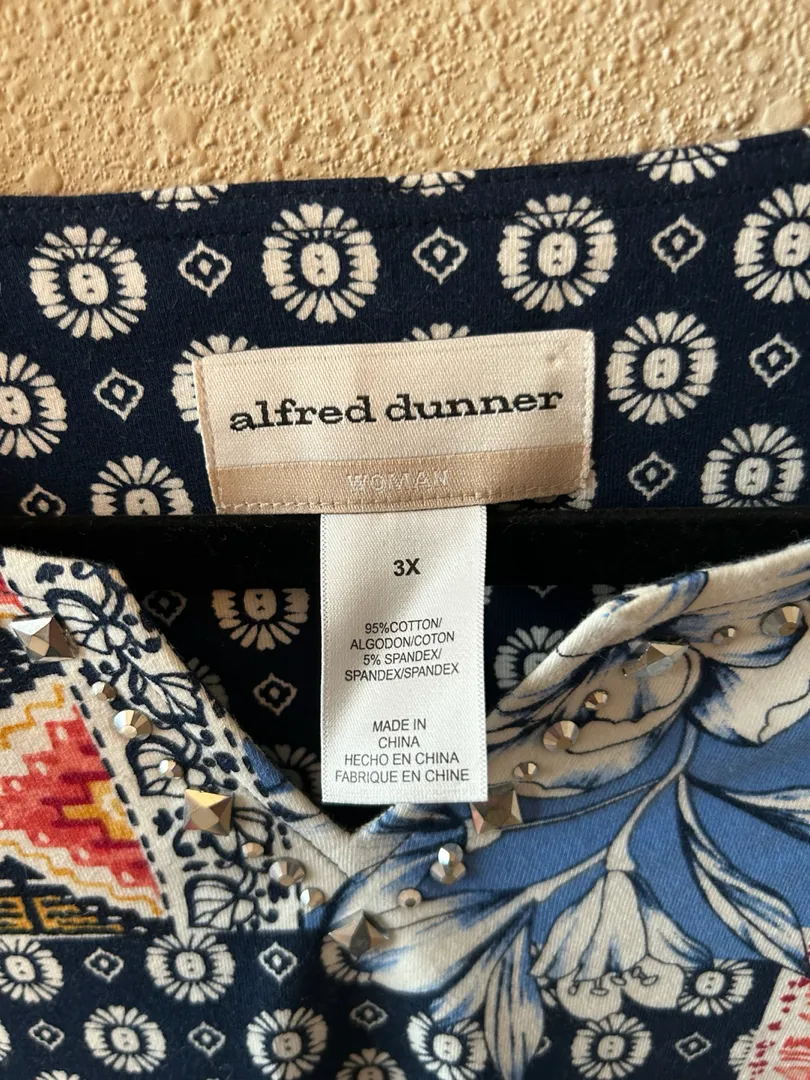 alfred dunner
WOMAN
3X
95%COTTON/
ALGODON/COTON
5% SPANDEX/
SPANDEX/SPANDEX
MADE IN
CHINA
HECHO EN CHINA
FABRIQUE EN CHINE